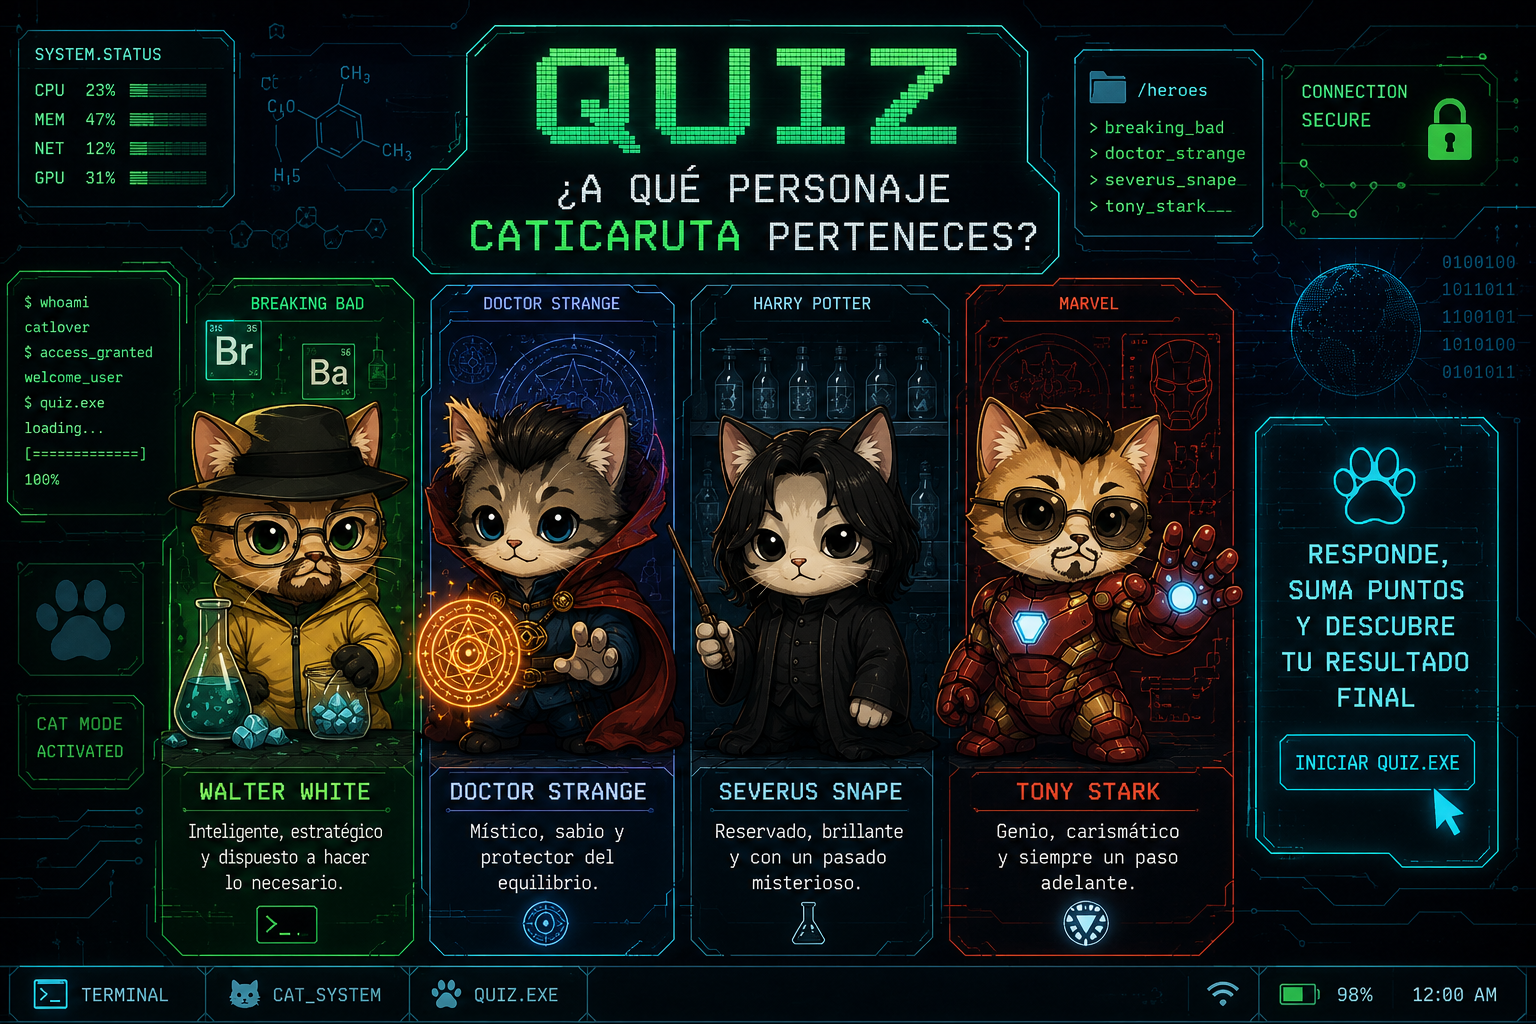 SYSTEM.STATUS
CPU 23%
MEM 47%
NET 12%
GPU 31%
CH₃
CH₃
H₁5
QUIZ
¿A QUÉ PERSONAJE
CATICARUTA PERTENECES?
/heroes
> breaking_bad
> doctor_strange
> severus_snape
> tony_stark___
CONNECTION
SECURE
0100100
1011011
1100101
1010100
0101011
$ whoami
catlover
$ access_granted
welcome_user
$ quiz.exe
loading...
[=============]
100%
CAT MODE
ACTIVATED
BREAKING BAD
35
Br
56
Ba
WALTER WHITE
Inteligente, estratégico
y dispuesto a hacer
lo necesario.
>_.
DOCTOR STRANGE
DOCTOR STRANGE
Místico, sabio y
protector del
equilibrio.
HARRY POTTER
SEVERUS SNAPE
Reservado, brillante
y con un pasado
misterioso.
MARVEL
TONY STARK
Genio, carismático
y siempre un paso
adelante.
RESPONDE,
SUMA PUNTOS
Y DESCUBRE
TU RESULTADO
FINAL
INICIAR QUIZ.EXE
>_ TERMINAL
CAT_SYSTEM
QUIZ.EXE
98%
12:00 AM